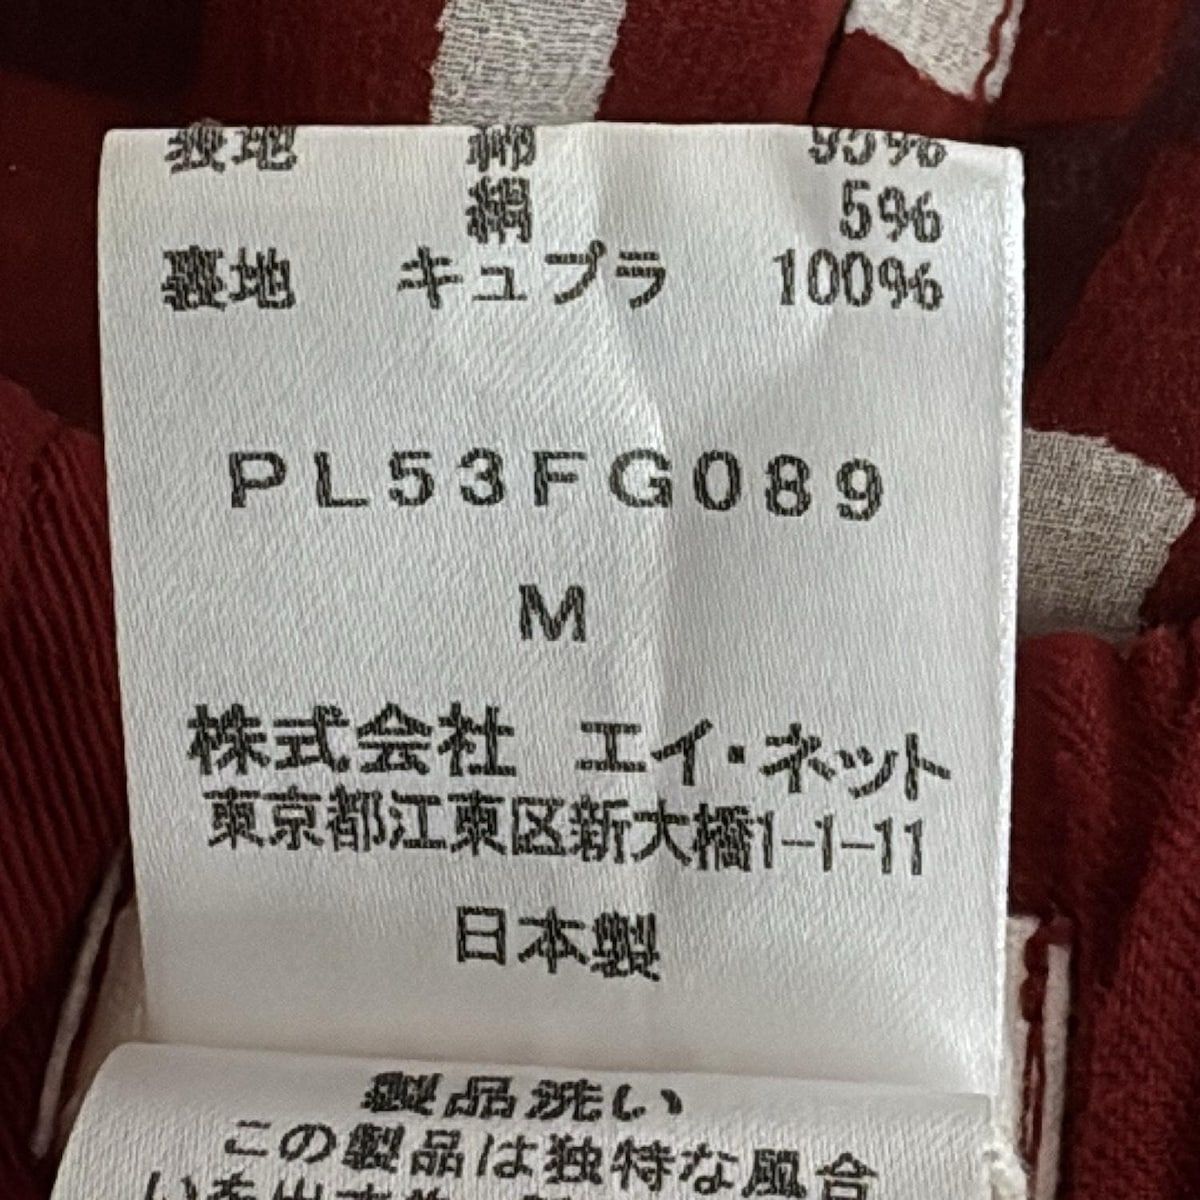 表地 綿 95%
絹 5%
裏地 キュプラ 100%
PL53FG089
M
株式会社 エイ・ネット
東京都江東区新大橋1-1-11
日本製
製品洗い
この製品は独特な風合